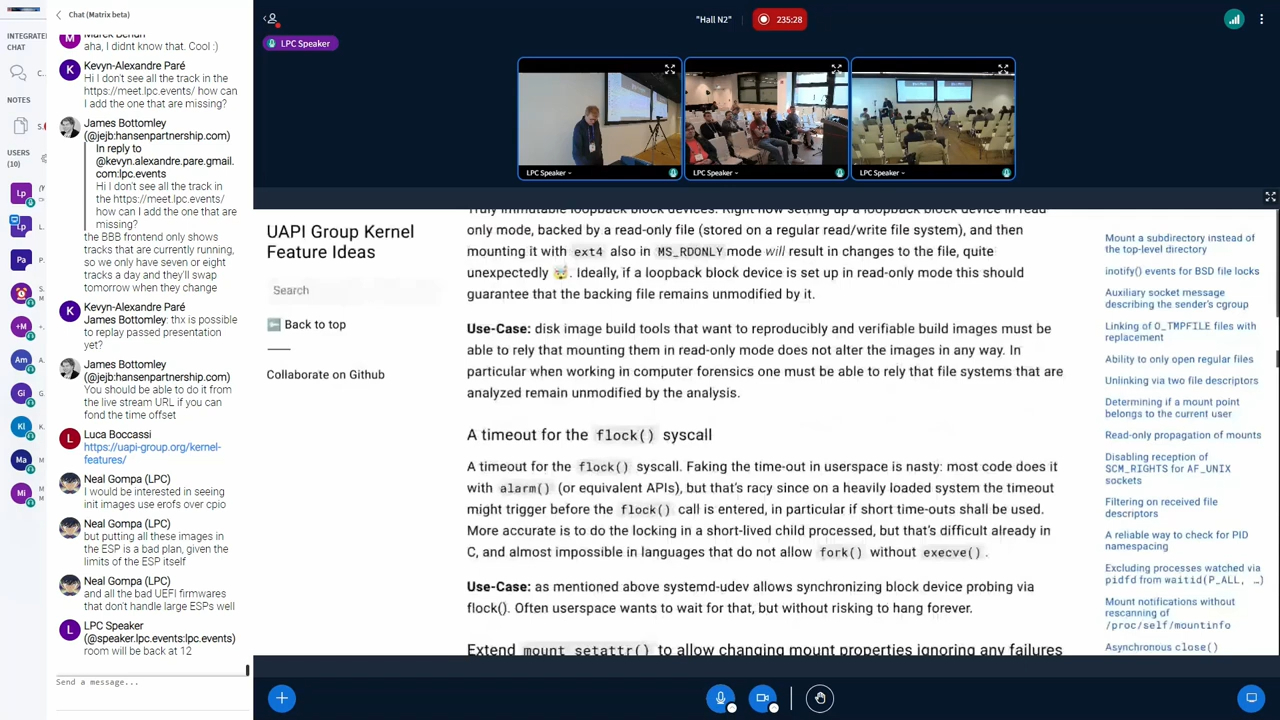 Chat (Matrix beta)
INTEGRATE
CHAT
C.
NOTES
S.
USERS
(10)
Lp
Lp
Pa
+M
Am
Gi
Kl
Ma
Mi
M
Marek Behun
aha, I didnt know that. Cool :)
K
Kevyn-Alexandre Paré
Hi I don't see all the track in the
https://meet.lpc.events/ how can
I add the one that are missing?
James Bottomley
(@jejb:hansenpartnership.com)
In reply to
@kevyn.alexandre.pare.gmail.
com:lpc.events
Hi I don't see all the track in
the https://meet.lpc.events/
how can I add the one that are
missing?
the BBB frontend only shows
tracks that are currently running,
so we only have seven or eight
tracks a day and they'll swap
tomorrow when they change
K
Kevyn-Alexandre Paré
James Bottomley: thx is possible
to replay passed presentation
yet?
James Bottomley
(@jejb:hansenpartnership.com)
You should be able to do it from
the live stream URL if you can
fond the time offset
L
Luca Boccassi
https://uapi-group.org/kernel-
features/
Neal Gompa (LPC)
I would be interested in seeing
init images use erofs over cpio
Neal Gompa (LPC)
but putting all these images in
the ESP is a bad plan, given the
limits of the ESP itself
Neal Gompa (LPC)
and all the bad UEFI firmwares
that don't handle large ESPs well
L
LPC Speaker
(@speaker.lpc.events:lpc.events)
room will be back at 12
Send a message...
"Hall N2"
235:28
LPC Speaker
LPC Speaker
LPC Speaker
LPC Speaker
UAPI Group Kernel
Feature Ideas
Search
Back to top
Collaborate on Github
Truly immutable loopback block devices. Right now setting up a loopback block device in read-
only mode, backed by a read-only file (stored on a regular read/write file system), and then
mounting it with ext4 also in MS_RDONLY mode will result in changes to the file, quite
unexpectedly 🤯. Ideally, if a loopback block device is set up in read-only mode this should
guarantee that the backing file remains unmodified by it.
Use-Case: disk image build tools that want to reproducibly and verifiable build images must be
able to rely that mounting them in read-only mode does not alter the images in any way. In
particular when working in computer forensics one must be able to rely that file systems that are
analyzed remain unmodified by the analysis.
A timeout for the flock() syscall
A timeout for the flock() syscall. Faking the time-out in userspace is nasty: most code does it
with alarm() (or equivalent APIs), but that's racy since on a heavily loaded system the timeout
might trigger before the flock() call is entered, in particular if short time-outs shall be used.
More accurate is to do the locking in a short-lived child processed, but that's difficult already in
C, and almost impossible in languages that do not allow fork() without execve().
Use-Case: as mentioned above systemd-udev allows synchronizing block device probing via
flock(). Often userspace wants to wait for that, but without risking to hang forever.
Extend mount_setattr() to allow changing mount properties ignoring any failures
Mount a subdirectory instead of
the top-level directory
inotify() events for BSD file locks
Auxiliary socket message
describing the sender's cgroup
Linking of O_TMPFILE files with
replacement
Ability to only open regular files
Unlinking via two file descriptors
Determining if a mount point
belongs to the current user
Read-only propagation of mounts
Disabling reception of
SCM_RIGHTS for AF_UNIX
sockets
Filtering on received file
descriptors
A reliable way to check for PID
namespacing
Excluding processes watched via
pidfd from waitid(P_ALL, …)
Mount notifications without
rescanning of
/proc/self/mountinfo
Asynchronous close()